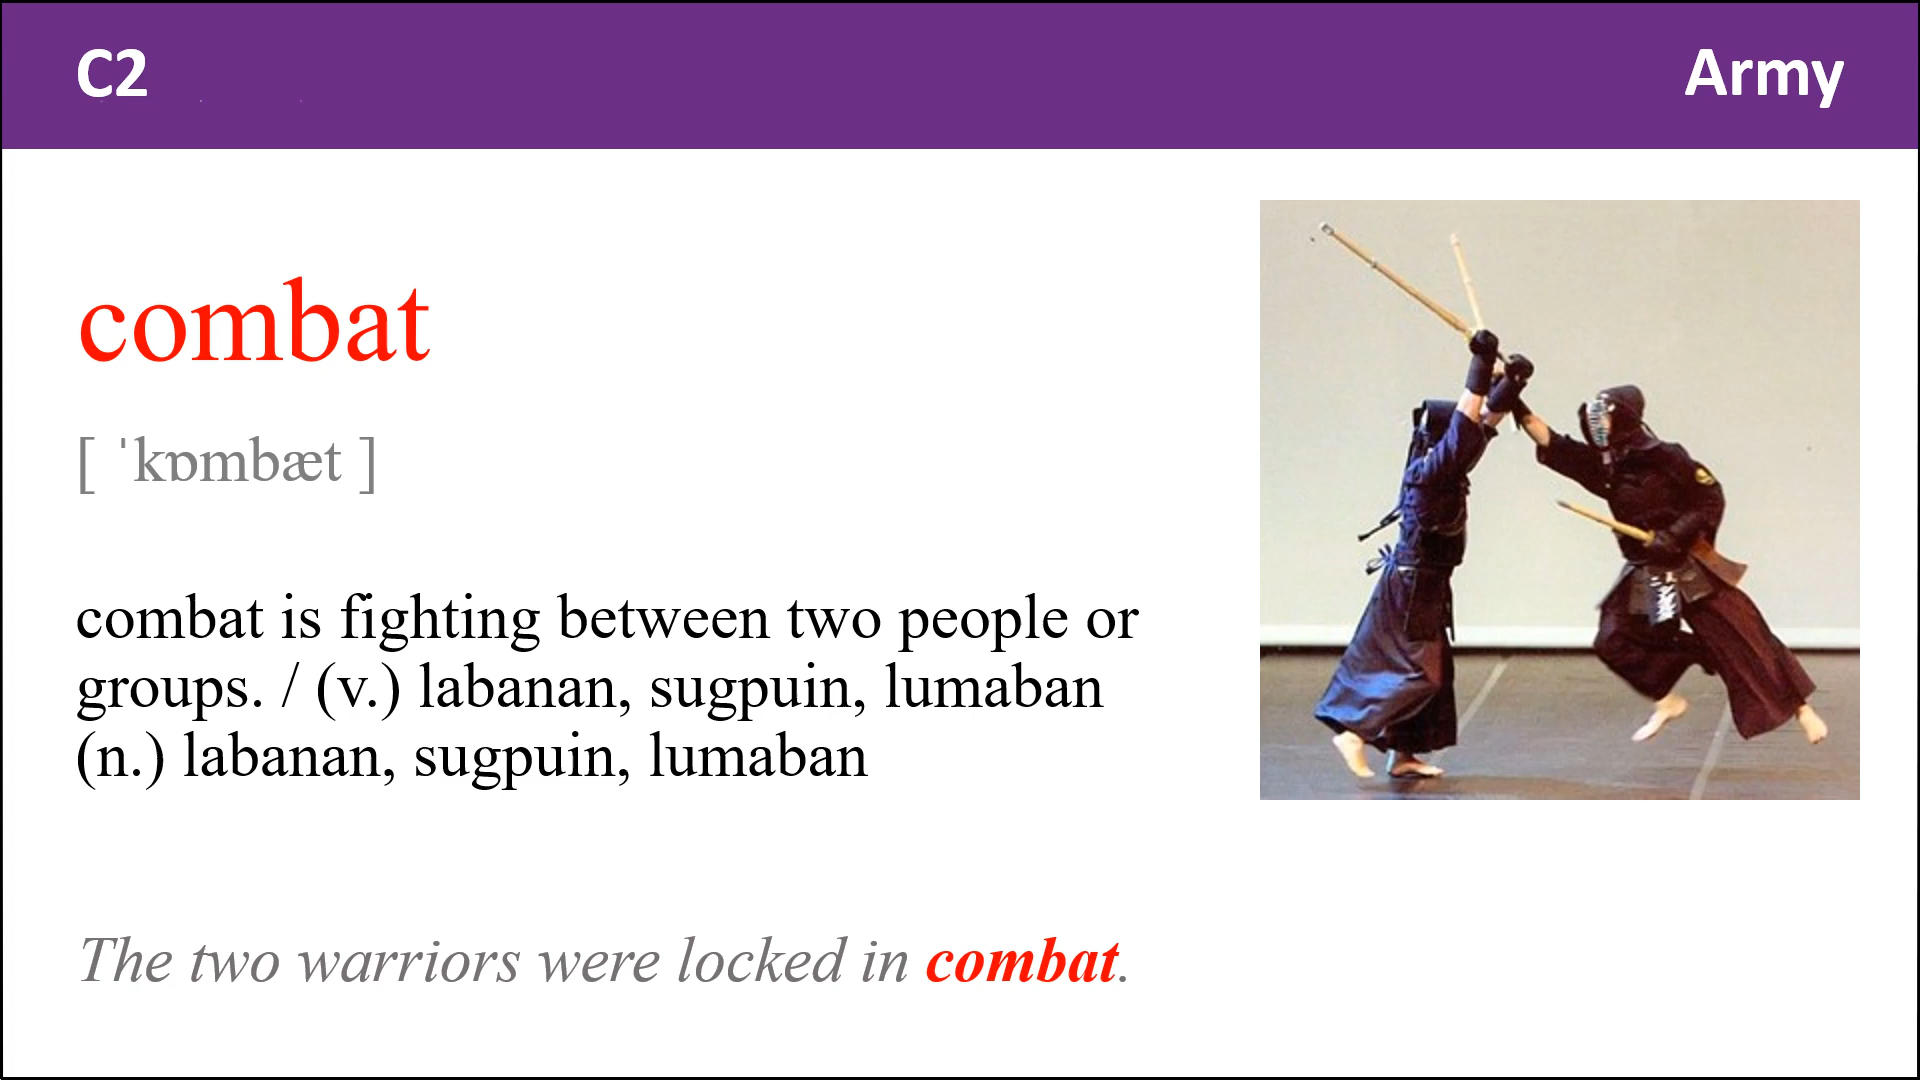 C2
Army
combat
[ ˈkɒmbæt ]
combat is fighting between two people or
groups. / (v.) labanan, sugpuin, lumaban
(n.) labanan, sugpuin, lumaban
The two warriors were locked in combat.